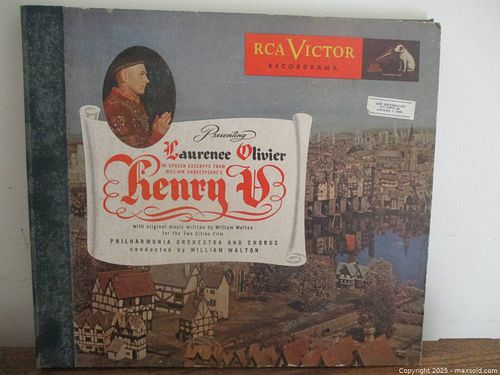 RCA VICTOR
RECORDRAMA
Presenting
Laurence Olivier
IN SPOKEN EXCERPTS FROM
WILLIAM SHAKESPEARE'S
Henry V
with original music written by William Walton
for the Two Cities Film
PHILHARMONIA ORCHESTRA AND CHORUS
conducted by WILLIAM WALTON
Copyright © 2025 - maxsold.com